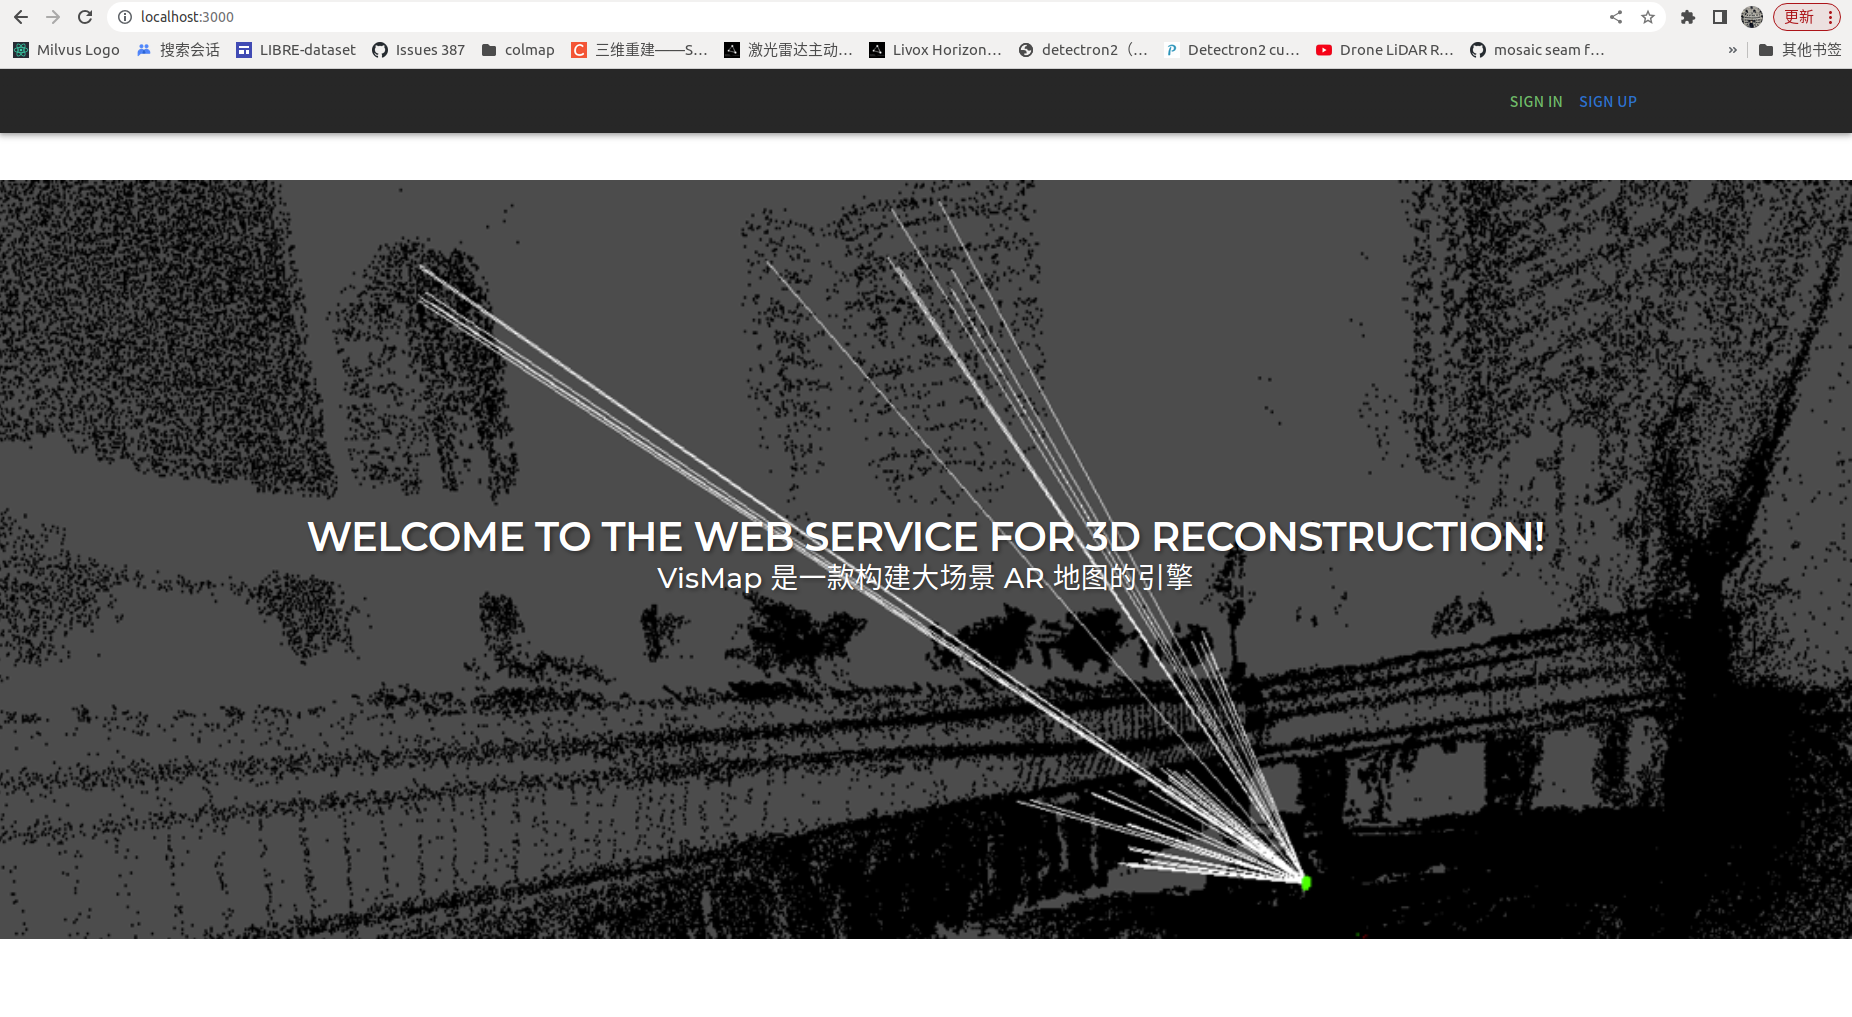 localhost:3000
更新
Milvus Logo 搜索会话 LIBRE-dataset Issues 387 colmap 三维重建——S... 激光雷达主动... Livox Horizon... detectron2（... Detectron2 cu... Drone LiDAR R... mosaic seam f... » 其他书签
SIGN IN SIGN UP
WELCOME TO THE WEB SERVICE FOR 3D RECONSTRUCTION!
VisMap 是一款构建大场景 AR 地图的引擎